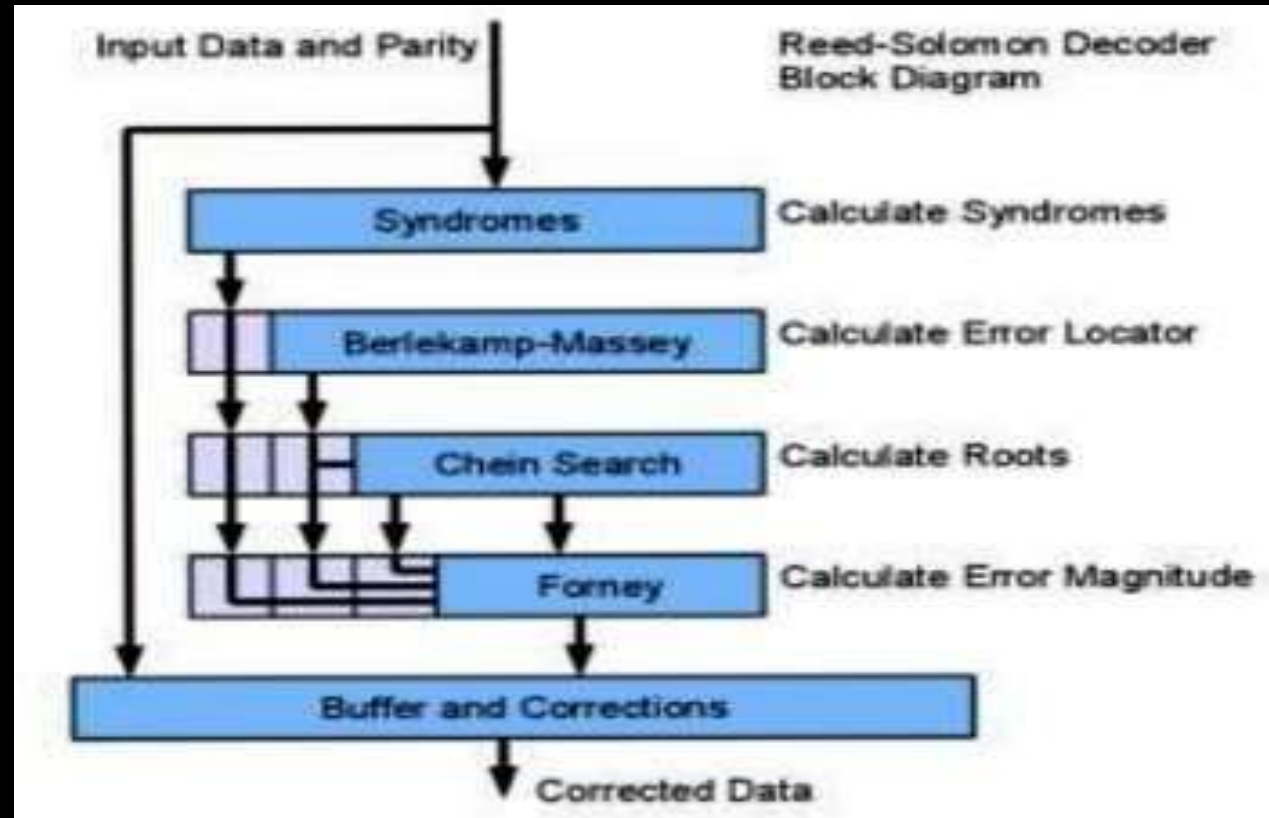 Input Data and Parity
Reed-Solomon Decoder
Block Diagram
Syndromes
Calculate Syndromes
Berlekamp-Massey
Calculate Error Locator
Chein Search
Calculate Roots
Forney
Calculate Error Magnitude
Buffer and Corrections
Corrected Data